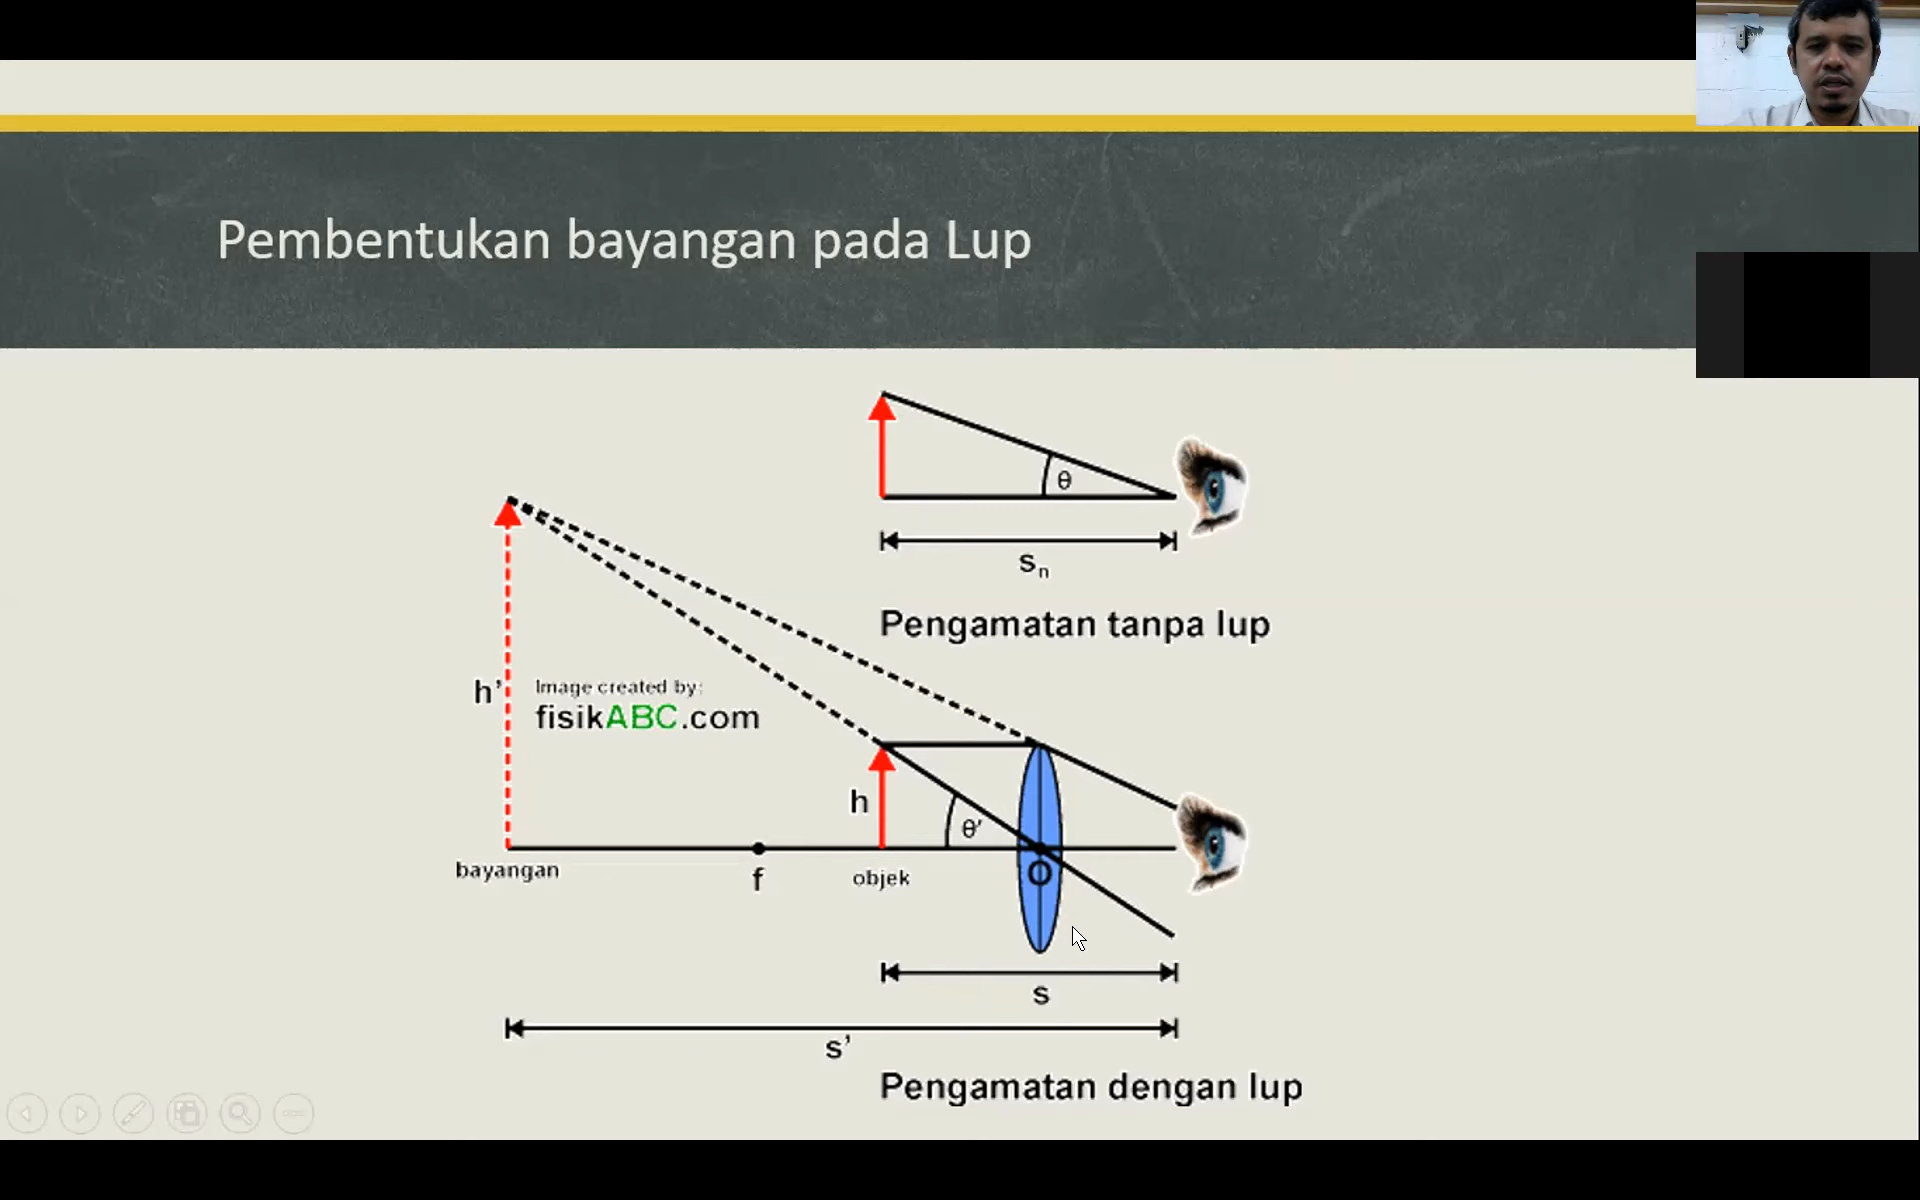 Pembentukan bayangan pada Lup
θ
sn
Pengamatan tanpa lup
h'
Image created by:
fisikABC.com
h
θ'
bayangan
f
objek
O
s
s'
Pengamatan dengan lup